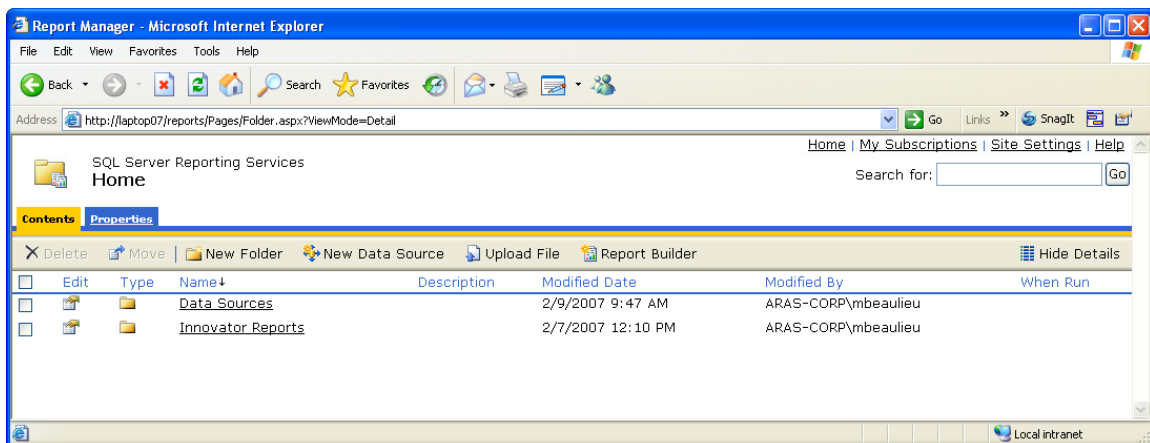 Report Manager - Microsoft Internet Explorer
File Edit View Favorites Tools Help
Back Search Favorites
Address http://laptop07/reports/Pages/Folder.aspx?ViewMode=Detail Go Links » SnagIt
Home | My Subscriptions | Site Settings | Help
SQL Server Reporting Services
Home
Search for: Go
Contents Properties
Delete Move | New Folder New Data Source Upload File Report Builder Hide Details
Edit Type Name↓ Description Modified Date Modified By When Run
Data Sources 2/9/2007 9:47 AM ARAS-CORP\mbeaulieu
Innovator Reports 2/7/2007 12:10 PM ARAS-CORP\mbeaulieu
Local intranet